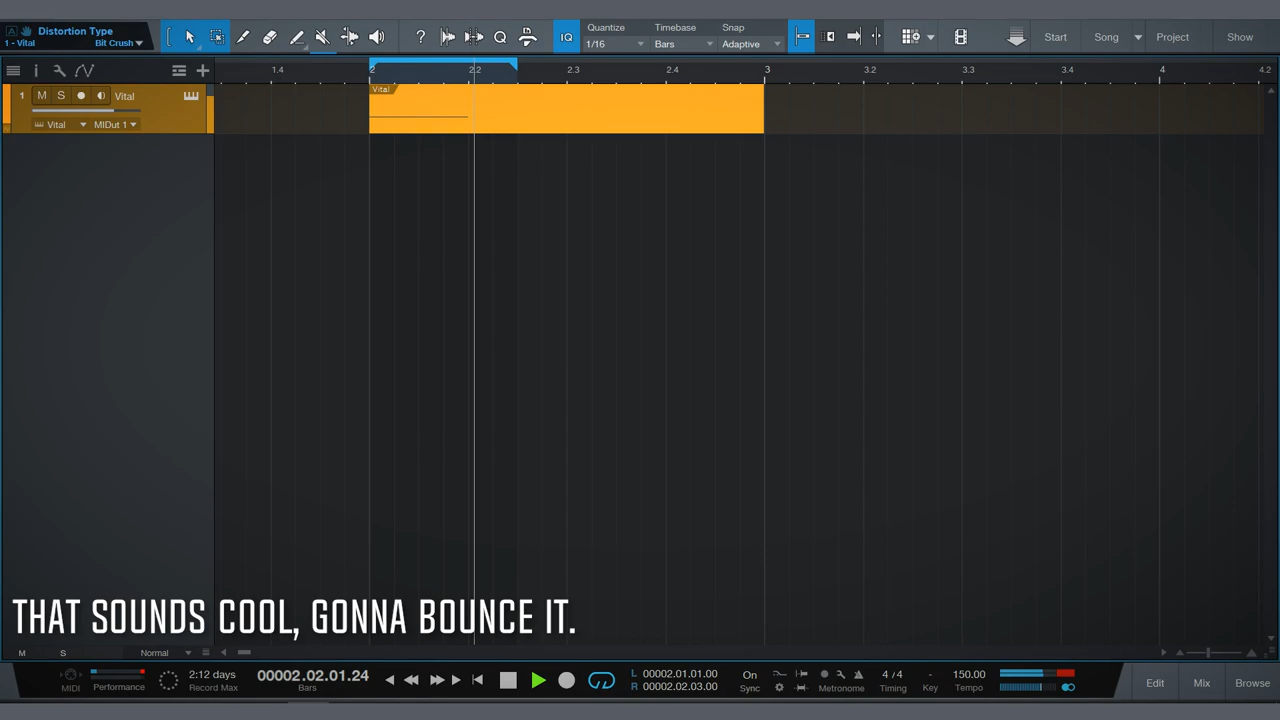 Distortion Type
1 - Vital Bit Crush
Quantize
1/16
Timebase
Bars
Snap
Adaptive
IQ
Start
Song
Project
Show
1.4
2
2.2
2.3
2.4
3
3.2
3.3
3.4
4
4.2
1 M S Vital
Vital MIDut 1
Vital
THAT SOUNDS COOL, GONNA BOUNCE IT.
M S Normal
MIDI
Performance
2:12 days
Record Max
00002.02.01.24
Bars
L 00002.01.01.00
R 00002.02.03.00
On
Sync
Metronome
4 / 4
Timing
-
Key
150.00
Tempo
Edit
Mix
Browse